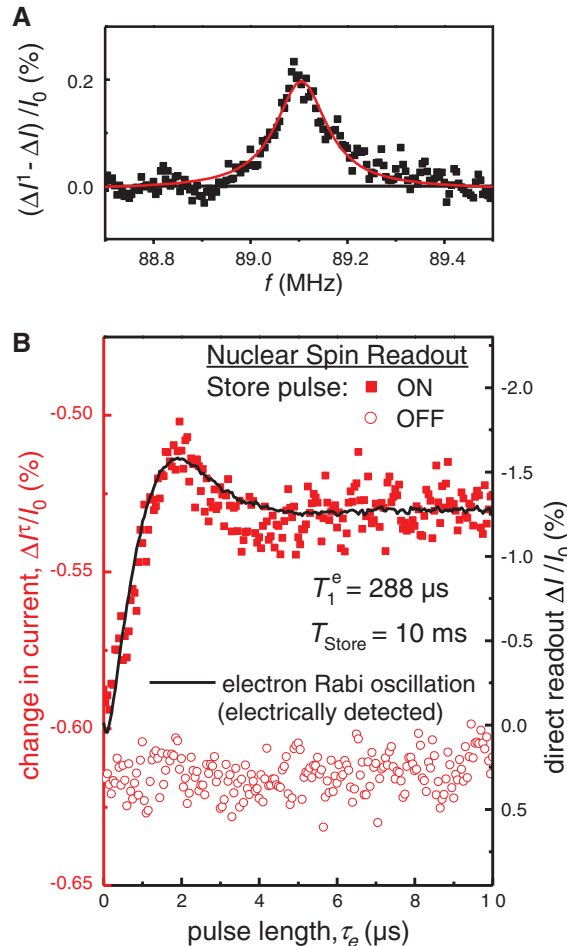 A
(ΔI¹ - ΔI) / I₀ (%)
0.2
0.0
88.8 89.0 89.2 89.4
f (MHz)
B
Nuclear Spin Readout
Store pulse: ■ ON
○ OFF
change in current, ΔI^τ/I₀ (%)
-0.50
-0.55
-0.60
-0.65
T₁ᵉ = 288 µs
T_Store = 10 ms
electron Rabi oscillation
(electrically detected)
-2.0
-1.5
-1.0
-0.5
0.0
0.5
direct readout ΔI / I₀ (%)
0 2 4 6 8 10
pulse length, τₑ (µs)